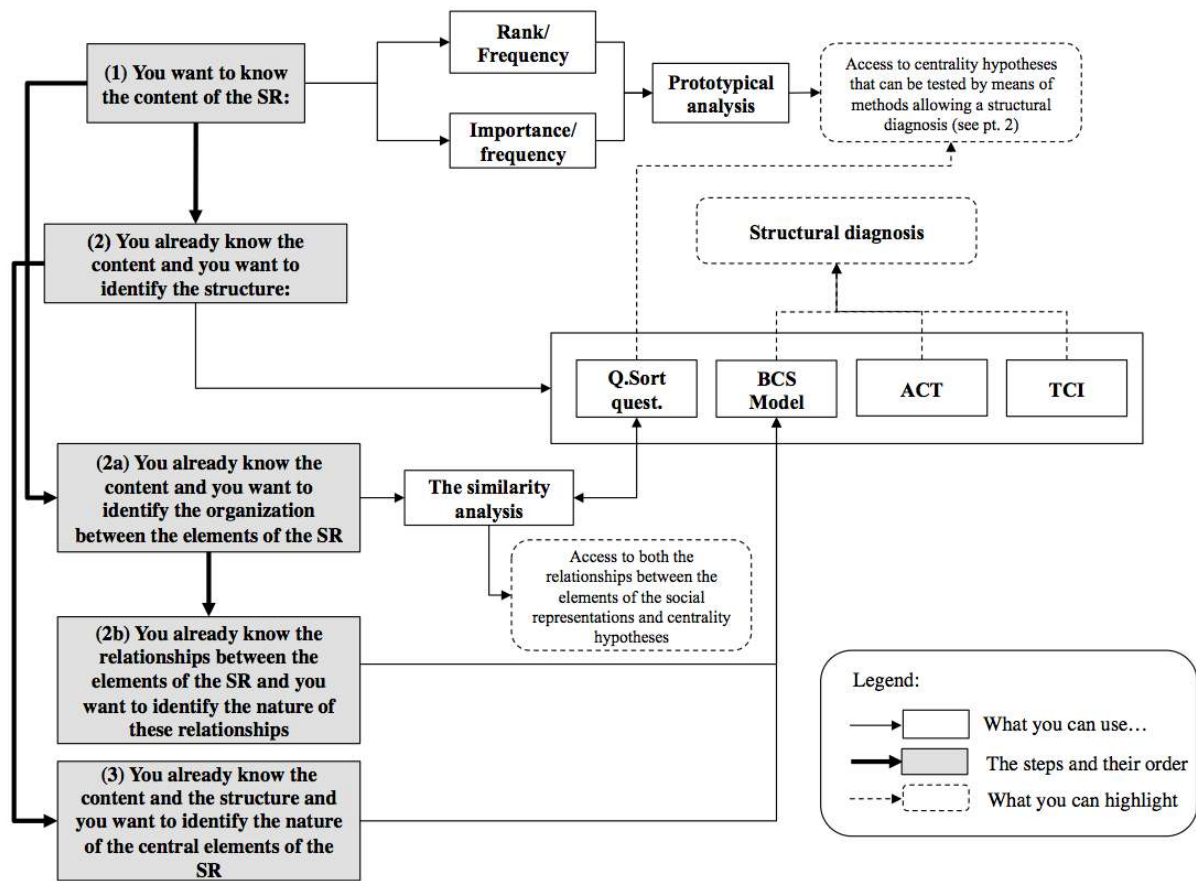 (1) You want to know
the content of the SR:
Rank/
Frequency
Importance/
frequency
Prototypical
analysis
Access to centrality hypotheses
that can be tested by means of
methods allowing a structural
diagnosis (see pt. 2)
(2) You already know the
content and you want to
identify the structure:
Structural diagnosis
Q.Sort
quest.
BCS
Model
ACT
TCI
(2a) You already know the
content and you want to
identify the organization
between the elements of the SR
The similarity
analysis
Access to both the
relationships between the
elements of the social
representations and centrality
hypotheses
(2b) You already know the
relationships between the
elements of the SR and you
want to identify the nature of
these relationships
(3) You already know the
content and the structure and
you want to identify the nature
of the central elements of the
SR
Legend:
What you can use…
The steps and their order
What you can highlight